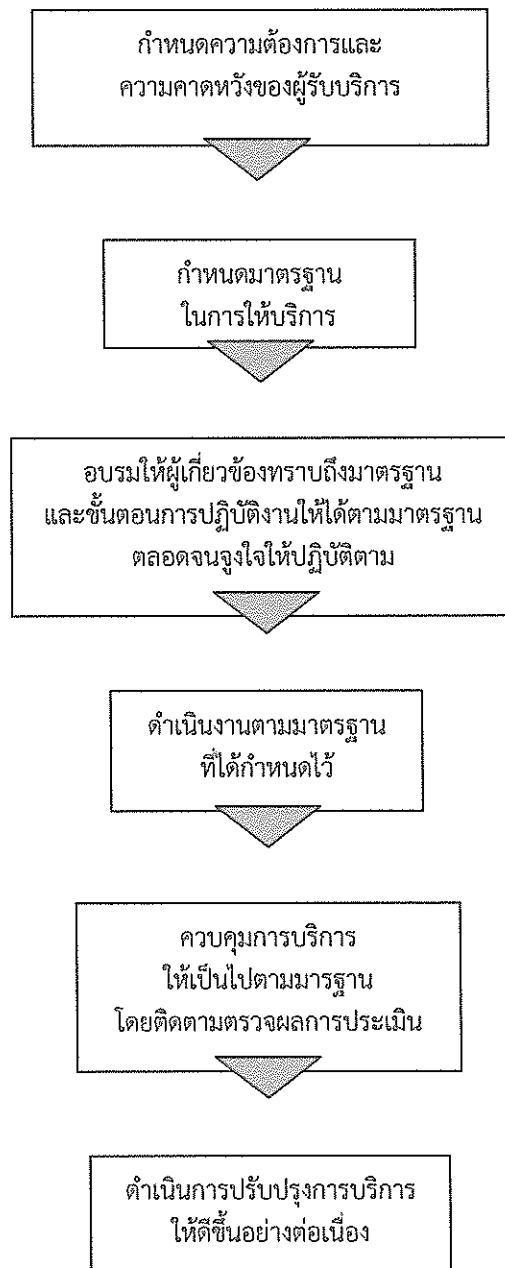 กำหนดความต้องการและ
ความคาดหวังของผู้รับบริการ
กำหนดมาตรฐาน
ในการให้บริการ
อบรมให้ผู้เกี่ยวข้องทราบถึงมาตรฐาน
และขั้นตอนการปฏิบัติงานให้ได้ตามมาตรฐาน
ตลอดจนจูงใจให้ปฏิบัติตาม
ดำเนินงานตามมาตรฐาน
ที่ได้กำหนดไว้
ควบคุมการบริการ
ให้เป็นไปตามมารฐาน
โดยติดตามตรวจผลการประเมิน
ดำเนินการปรับปรุงการบริการ
ให้ดีขึ้นอย่างต่อเนื่อง